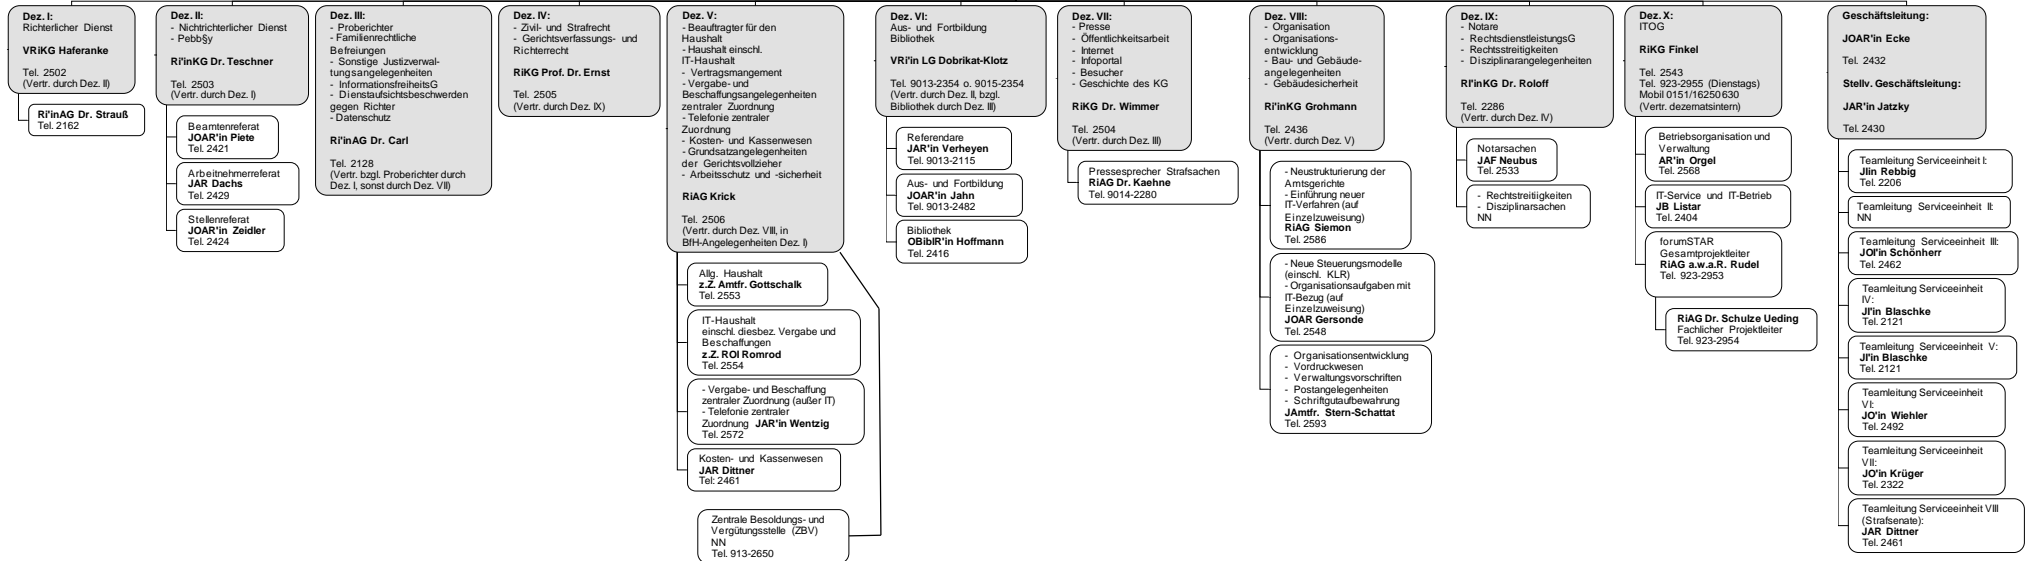 Dez. I:
Richterlicher Dienst
VRiKG Haferanke
Tel. 2502
(Vertr. durch Dez. II)
Ri'inAG Dr. Strauß
Tel. 2162
Dez. II:
- Nichtrichterlicher Dienst
- Pebb§y
Ri'inKG Dr. Teschner
Tel. 2503
(Vertr. durch Dez. I)
Beamtenreferat
JOAR'in Piete
Tel. 2421
Arbeitnehmerreferat
JAR Dachs
Tel. 2429
Stellenreferat
JOAR'in Zeidler
Tel. 2424
Dez. III:
- Proberichter
- Familienrechtliche
Befreiungen
- Sonstige Justizverwal-
tungsangelegenheiten
- InformationsfreiheitsG
- Dienstaufsichtsbeschwerden
gegen Richter
- Datenschutz
Ri'inAG Dr. Carl
Tel. 2128
(Vertr. bzgl. Proberichter durch
Dez. I, sonst durch Dez. VII)
Dez. IV:
- Zivil- und Strafrecht
- Gerichtsverfassungs- und
Richterrecht
RiKG Prof. Dr. Ernst
Tel. 2505
(Vertr. durch Dez. IX)
Dez. V:
- Beauftragter für den
Haushalt
- Haushalt einschl.
IT-Haushalt
- Vertragsmangement
- Vergabe- und
Beschaffungsangelegenheiten
zentraler Zuordnung
- Telefonie zentraler
Zuordnung
- Kosten- und Kassenwesen
- Grundsatzangelegenheiten
der Gerichtsvollzieher
- Arbeitsschutz und -sicherheit
RiAG Krick
Tel. 2506
(Vertr. durch Dez. VIII, in
BfH-Angelegenheiten Dez. I)
Allg. Haushalt
z.Z. Amtfr. Gottschalk
Tel. 2553
IT-Haushalt
einschl. diesbez. Vergabe und
Beschaffungen
z.Z. ROI Romrod
Tel. 2554
- Vergabe- und Beschaffung
zentraler Zuordnung (außer IT)
- Telefonie zentraler
Zuordnung JAR'in Wentzig
Tel. 2572
Kosten- und Kassenwesen
JAR Dittner
Tel: 2461
Zentrale Besoldungs- und
Vergütungsstelle (ZBV)
NN
Tel. 913-2650
Dez. VI:
Aus- und Fortbildung
Bibliothek
VRi'in LG Dobrikat-Klotz
Tel. 9013-2354 o. 9015-2354
(Vertr. durch Dez. II, bzgl.
Bibliothek durch Dez. III)
Referendare
JAR'in Verheyen
Tel. 9013-2115
Aus- und Fortbildung
JOAR'in Jahn
Tel. 9013-2482
Bibliothek
OBiblR'in Hoffmann
Tel. 2416
Dez. VII:
- Presse
- Öffentlichkeitsarbeit
- Internet
- Infoportal
- Besucher
- Geschichte des KG
RiKG Dr. Wimmer
Tel. 2504
(Vertr. durch Dez. III)
Pressesprecher Strafsachen
RiAG Dr. Kaehne
Tel. 9014-2280
Dez. VIII:
- Organisation
- Organisations-
entwicklung
- Bau- und Gebäude-
angelegenheiten
- Gebäudesicherheit
Ri'inKG Grohmann
Tel. 2436
(Vertr. durch Dez. V)
- Neustrukturierung der
Amtsgerichte
- Einführung neuer
IT-Verfahren (auf
Einzelzuweisung)
RiAG Siemon
Tel. 2586
- Neue Steuerungsmodelle
(einschl. KLR)
- Organisationsaufgaben mit
IT-Bezug (auf
Einzelzuweisung)
JOAR Gersonde
Tel. 2548
- Organisationsentwicklung
- Vordruckwesen
- Verwaltungsvorschriften
- Postangelegenheiten
- Schriftgutaufbewahrung
JAmtfr. Stern-Schattat
Tel. 2593
Dez. IX:
- Notare
- RechtsdienstleistungsG
- Rechtsstreitigkeiten
- Disziplinarangelegenheiten
RI'inKG Dr. Roloff
Tel. 2286
(Vertr. durch Dez. IV)
Notarsachen
JAF Neubus
Tel. 2533
- Rechtstreitiigkeiten
- Disziplinarsachen
NN
Dez. X:
ITOG
RiKG Finkel
Tel. 2543
Tel. 923-2955 (Dienstags)
Mobil 0151/16250630
(Vertr. dezernatsintern)
Betriebsorganisation und
Verwaltung
AR'in Orgel
Tel. 2568
IT-Service und IT-Betrieb
JB Listar
Tel. 2404
forumSTAR
Gesamtprojektleiter
RiAG a.w.a.R. Rudel
Tel. 923-2953
RiAG Dr. Schulze Ueding
Fachlicher Projektleiter
Tel. 923-2954
Geschäftsleitung:
JOAR'in Ecke
Tel. 2432
Stellv. Geschäftsleitung:
JAR'in Jatzky
Tel. 2430
Teamleitung Serviceeinheit I:
JIin Rebbig
Tel. 2206
Teamleitung Serviceeinheit II:
NN
Teamleitung Serviceeinheit III:
JOI'in Schönherr
Tel. 2462
Teamleitung Serviceeinheit
IV:
JI'in Blaschke
Tel. 2121
Teamleitung Serviceeinheit V:
JI'in Blaschke
Tel. 2121
Teamleitung Serviceeinheit
VI:
JO'in Wiehler
Tel. 2492
Teamleitung Serviceeinheit
VII:
JO'in Krüger
Tel. 2322
Teamleitung Serviceeinheit VIII
(Strafsenate):
JAR Dittner
Tel. 2461